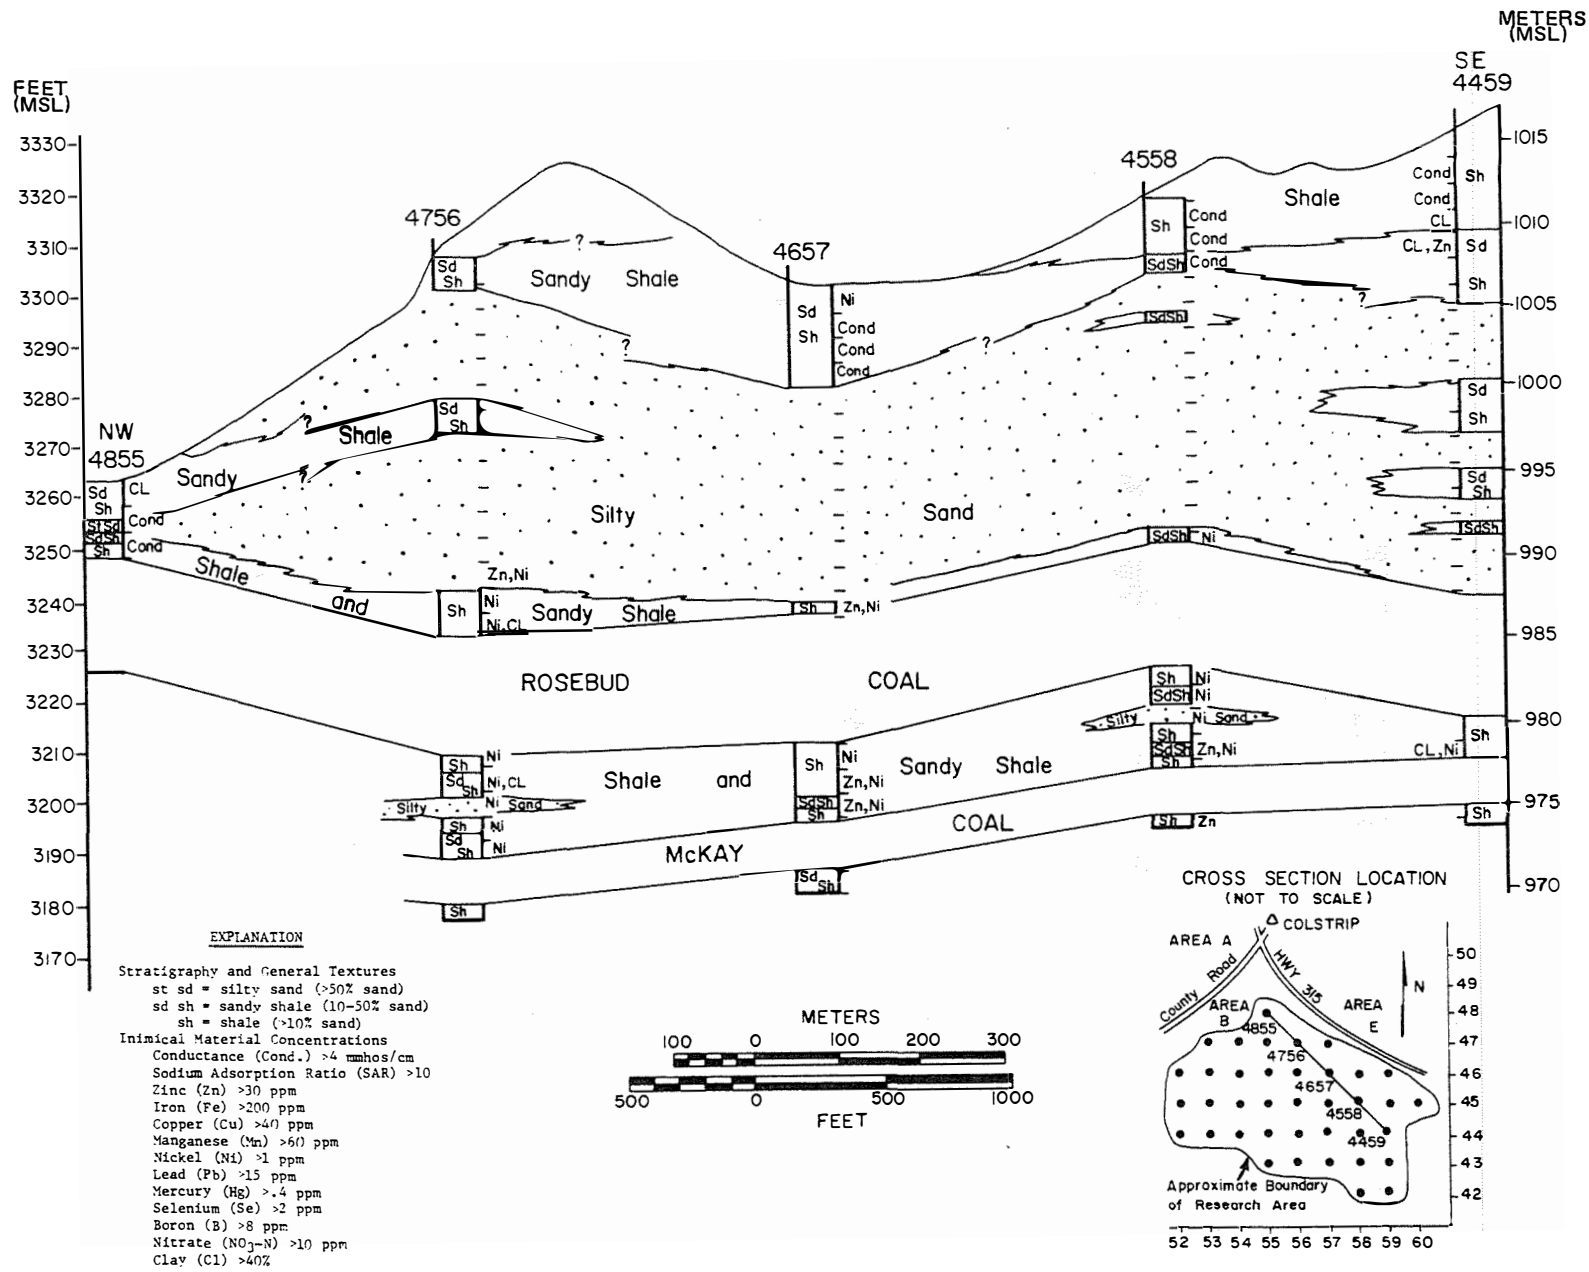 FEET
(MSL)
METERS
(MSL)
SE
4459
3330
3320
3310
3300
3290
3280
3270
3260
3250
3240
3230
3220
3210
3200
3190
3180
3170
1015
1010
1005
1000
995
990
985
980
975
970
NW
4855
4756
4657
4558
Sd
Sh
CL
StSd
Cond
SdSh
Sh
Cond
Sd
Sh
?
Sandy Shale
?
Sd
Sh
Ni
Cond
Cond
Cond
?
Sh
SdSh
Cond
Cond
Cond
SdSh
Shale
Cond
Cond
CL
CL,Zn
Sh
Sd
Sh
?
Sd
Sh
Sd
Sh
SdSh
?
Shale
Sd
Sh
Sandy
?
Silty
Sand
Shale
and
Zn,Ni
Sh
Ni
Ni,CL
Sandy Shale
Sh
Zn,Ni
SdSh
Ni
ROSEBUD COAL
Sh
Ni
Sd
Sh
Ni,CL
Silty
Ni
Sand
Sh
Ni
Sd
Sh
Ni
Shale and
Sh
Ni
Zn,Ni
SdSh
Zn,Ni
Sh
Sandy Shale
Sh
Ni
SdSh
Ni
Silty
Ni
Sand
Sh
SdSh
Zn,Ni
Sh
Sh
CL,Ni
McKAY
COAL
Sh
Sd
Sh
Sh
Zn
Sh
EXPLANATION
Stratigraphy and General Textures
st sd = silty sand (>50% sand)
sd sh = sandy shale (10-50% sand)
sh = shale (>10% sand)
Inimical Material Concentrations
Conductance (Cond.) >4 mmhos/cm
Sodium Adsorption Ratio (SAR) >10
Zinc (Zn) >30 ppm
Iron (Fe) >200 ppm
Copper (Cu) >40 ppm
Manganese (Mn) >60 ppm
Nickel (Ni) >1 ppm
Lead (Pb) >15 ppm
Mercury (Hg) >.4 ppm
Selenium (Se) >2 ppm
Boron (B) >8 ppm
Nitrate (NO3-N) >10 ppm
Clay (Cl) >40%
METERS
100 0 100 200 300
500 0 500 1000
FEET
CROSS SECTION LOCATION
(NOT TO SCALE)
COLSTRIP
AREA A
County Road
HWY 315
AREA
B
AREA
E
N
4855
4756
4657
4558
4459
Approximate Boundary
of Research Area
50
49
48
47
46
45
44
43
42
52 53 54 55 56 57 58 59 60